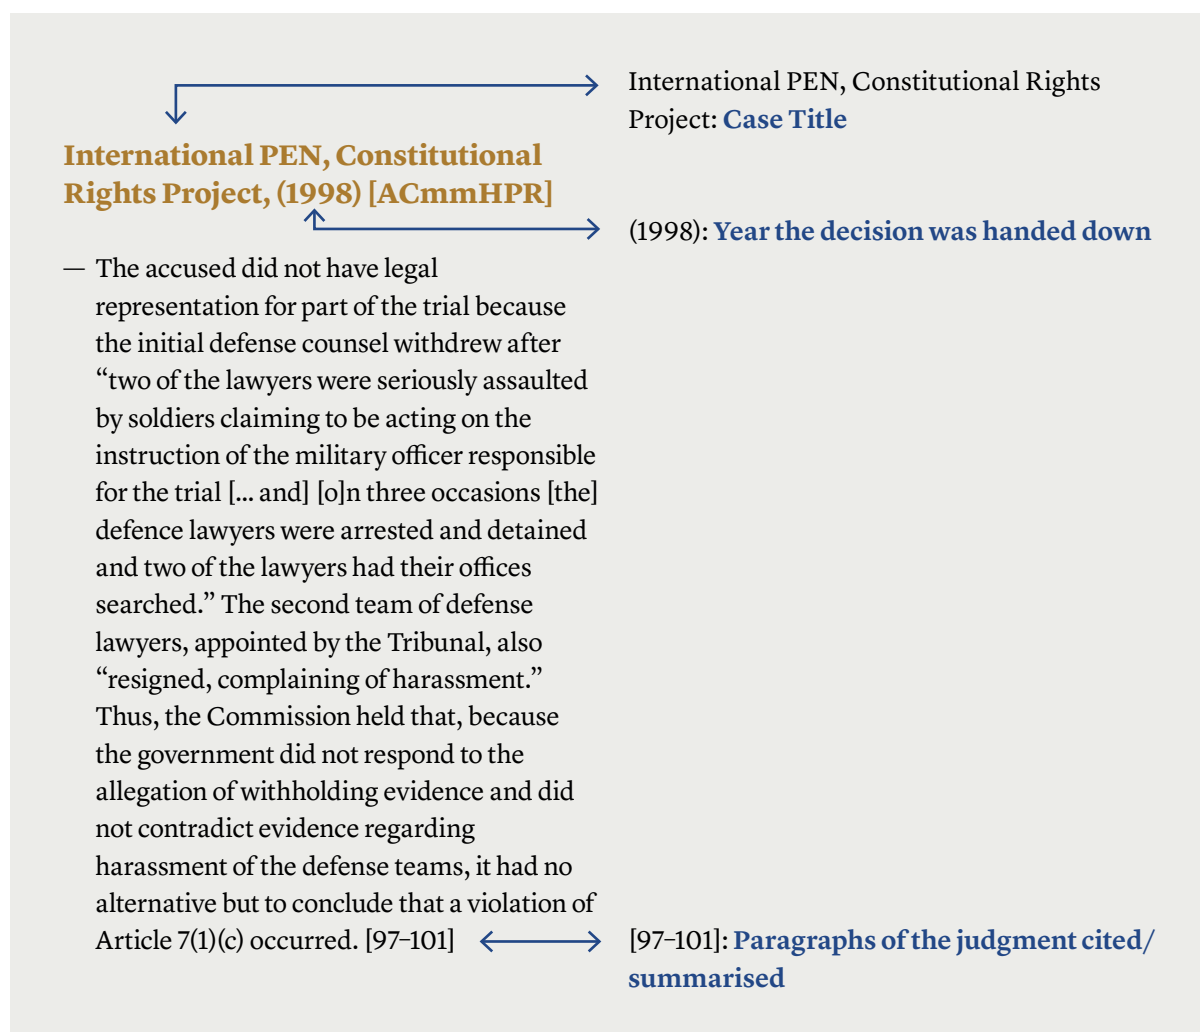 International PEN, Constitutional Rights
Project: Case Title
International PEN, Constitutional
Rights Project, (1998) [ACmmHPR]
(1998): Year the decision was handed down
— The accused did not have legal
representation for part of the trial because
the initial defense counsel withdrew after
“two of the lawyers were seriously assaulted
by soldiers claiming to be acting on the
instruction of the military officer responsible
for the trial [... and] [o]n three occasions [the]
defence lawyers were arrested and detained
and two of the lawyers had their offices
searched.” The second team of defense
lawyers, appointed by the Tribunal, also
“resigned, complaining of harassment.”
Thus, the Commission held that, because
the government did not respond to the
allegation of withholding evidence and did
not contradict evidence regarding
harassment of the defense teams, it had no
alternative but to conclude that a violation of
Article 7(1)(c) occurred. [97–101]
[97–101]: Paragraphs of the judgment cited/
summarised